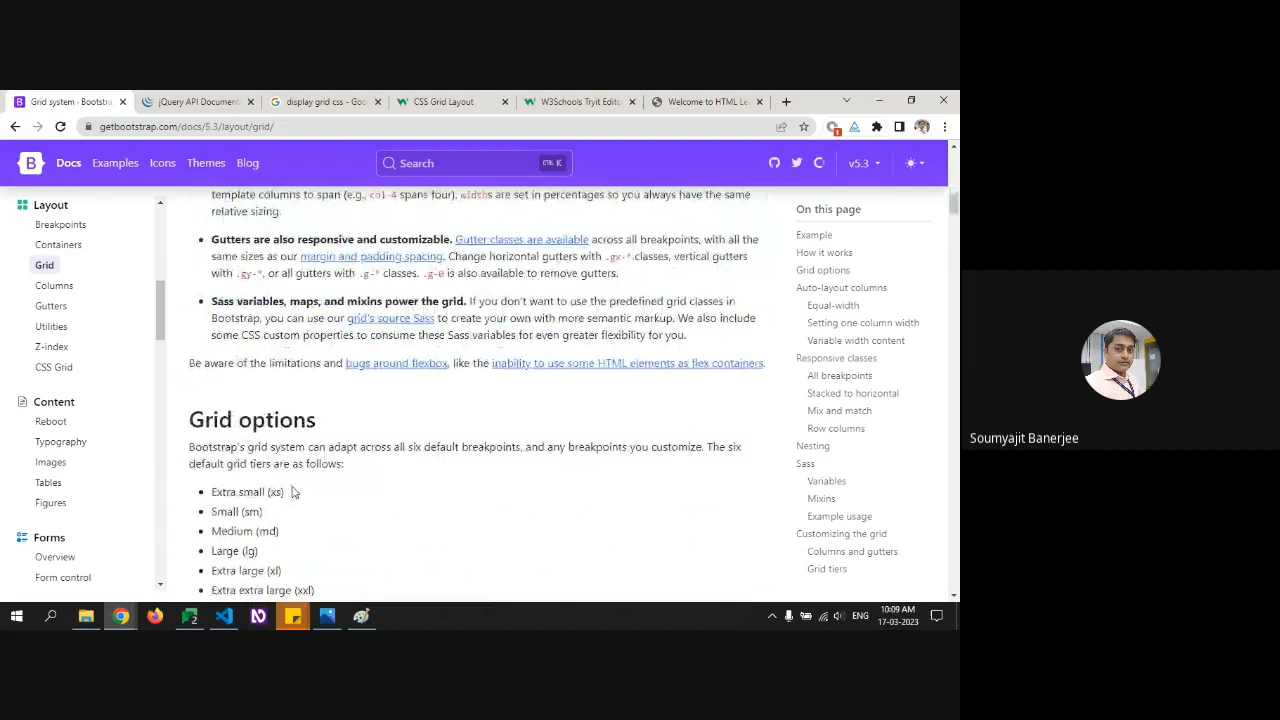 Grid system · Bootstra
jQuery API Documenta
display grid css - Goo
CSS Grid Layout
W3Schools Tryit Edito
Welcome to HTML Le
getbootstrap.com/docs/5.3/layout/grid/
B
Docs
Examples
Icons
Themes
Blog
Search
CTRL K
v5.3
Layout
Breakpoints
Containers
Grid
Columns
Gutters
Utilities
Z-index
CSS Grid
Content
Reboot
Typography
Images
Tables
Figures
Forms
Overview
Form control
template columns to span (e.g., col-4 spans four). widths are set in percentages so you always have the same
relative sizing.
• Gutters are also responsive and customizable. Gutter classes are available across all breakpoints, with all the
same sizes as our margin and padding spacing. Change horizontal gutters with .gx-* classes, vertical gutters
with .gy-*, or all gutters with .g-* classes. .g-0 is also available to remove gutters.
• Sass variables, maps, and mixins power the grid. If you don't want to use the predefined grid classes in
Bootstrap, you can use our grid's source Sass to create your own with more semantic markup. We also include
some CSS custom properties to consume these Sass variables for even greater flexibility for you.
Be aware of the limitations and bugs around flexbox, like the inability to use some HTML elements as flex containers.
Grid options
Bootstrap's grid system can adapt across all six default breakpoints, and any breakpoints you customize. The six
default grid tiers are as follows:
• Extra small (xs)
• Small (sm)
• Medium (md)
• Large (lg)
• Extra large (xl)
• Extra extra large (xxl)
On this page
Example
How it works
Grid options
Auto-layout columns
Equal-width
Setting one column width
Variable width content
Responsive classes
All breakpoints
Stacked to horizontal
Mix and match
Row columns
Nesting
Sass
Variables
Mixins
Example usage
Customizing the grid
Columns and gutters
Grid tiers
ENG
10:09 AM
17-03-2023
Soumyajit Banerjee